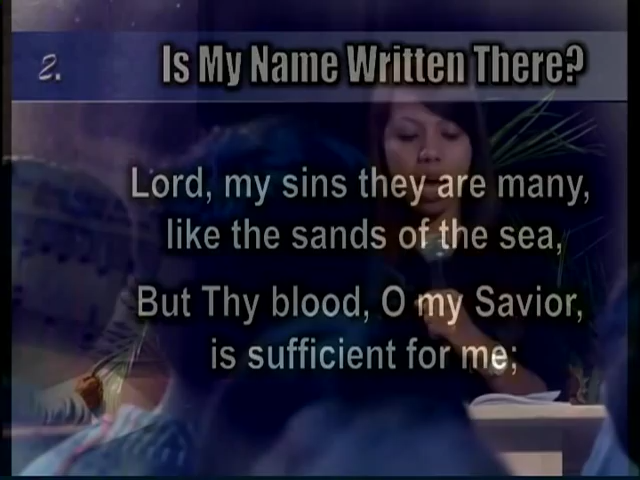 2.
Is My Name Written There?
Lord, my sins they are many,
like the sands of the sea,
But Thy blood, O my Savior,
is sufficient for me;